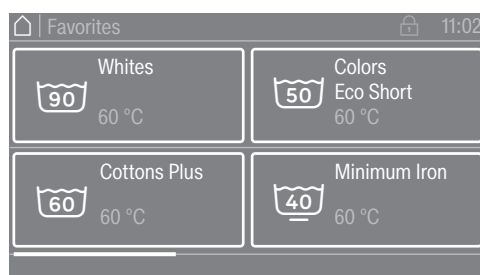 Favorites 11:02
Whites
90
60 °C
Colors
Eco Short
50
60 °C
Cottons Plus
60
60 °C
Minimum Iron
40
60 °C